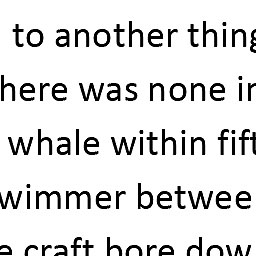 to another thing
here was none in
whale within fift
wimmer betwee
e craft bore dow